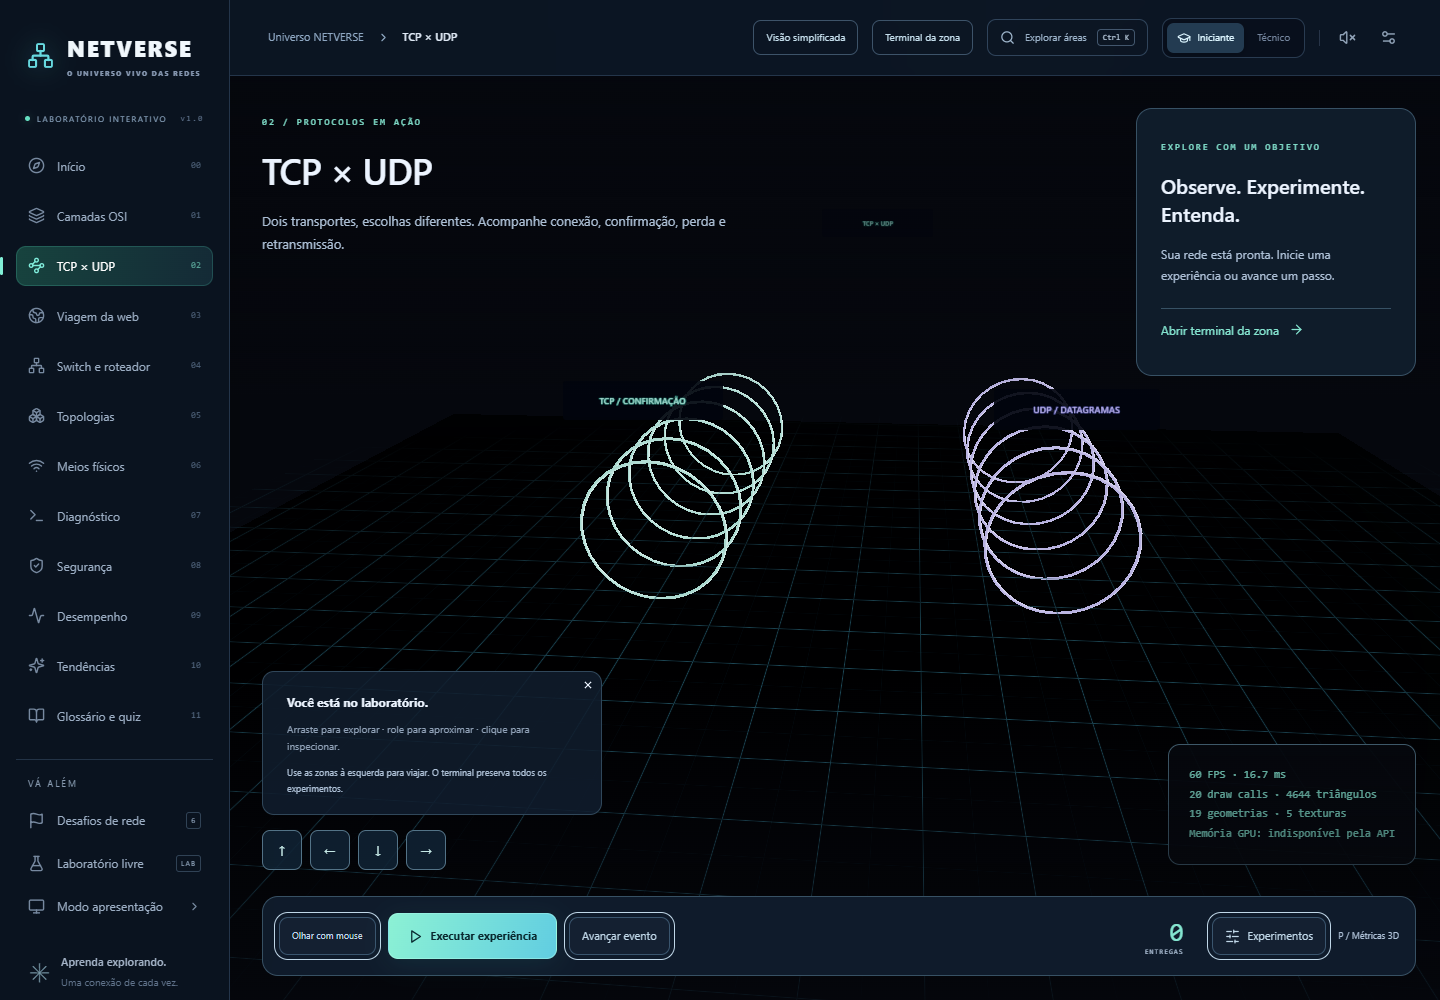 NETVERSE
O UNIVERSO VIVO DAS REDES
LABORATÓRIO INTERATIVO v1.0
Início 00
Camadas OSI 01
TCP × UDP 02
Viagem da web 03
Switch e roteador 04
Topologias 05
Meios físicos 06
Diagnóstico 07
Segurança 08
Desempenho 09
Tendências 10
Glossário e quiz 11
VÁ ALÉM
Desafios de rede 6
Laboratório livre LAB
Modo apresentação
Aprenda explorando.
Uma conexão de cada vez.
Universo NETVERSE > TCP × UDP
Visão simplificada
Terminal da zona
Explorar áreas Ctrl K
Iniciante
Técnico
02 / PROTOCOLOS EM AÇÃO
TCP × UDP
Dois transportes, escolhas diferentes. Acompanhe conexão, confirmação, perda e
retransmissão.
TCP × UDP
EXPLORE COM UM OBJETIVO
Observe. Experimente.
Entenda.
Sua rede está pronta. Inicie uma
experiência ou avance um passo.
Abrir terminal da zona →
TCP / CONFIRMAÇÃO
UDP / DATAGRAMAS
Você está no laboratório. ×
Arraste para explorar · role para aproximar · clique para
inspecionar.
Use as zonas à esquerda para viajar. O terminal preserva todos os
experimentos.
↑ ← ↓ →
60 FPS · 16.7 ms
20 draw calls · 4644 triângulos
19 geometrias · 5 texturas
Memória GPU: indisponível pela API
Olhar com mouse
Executar experiência
Avançar evento
0
ENTREGAS
Experimentos
P / Métricas 3D